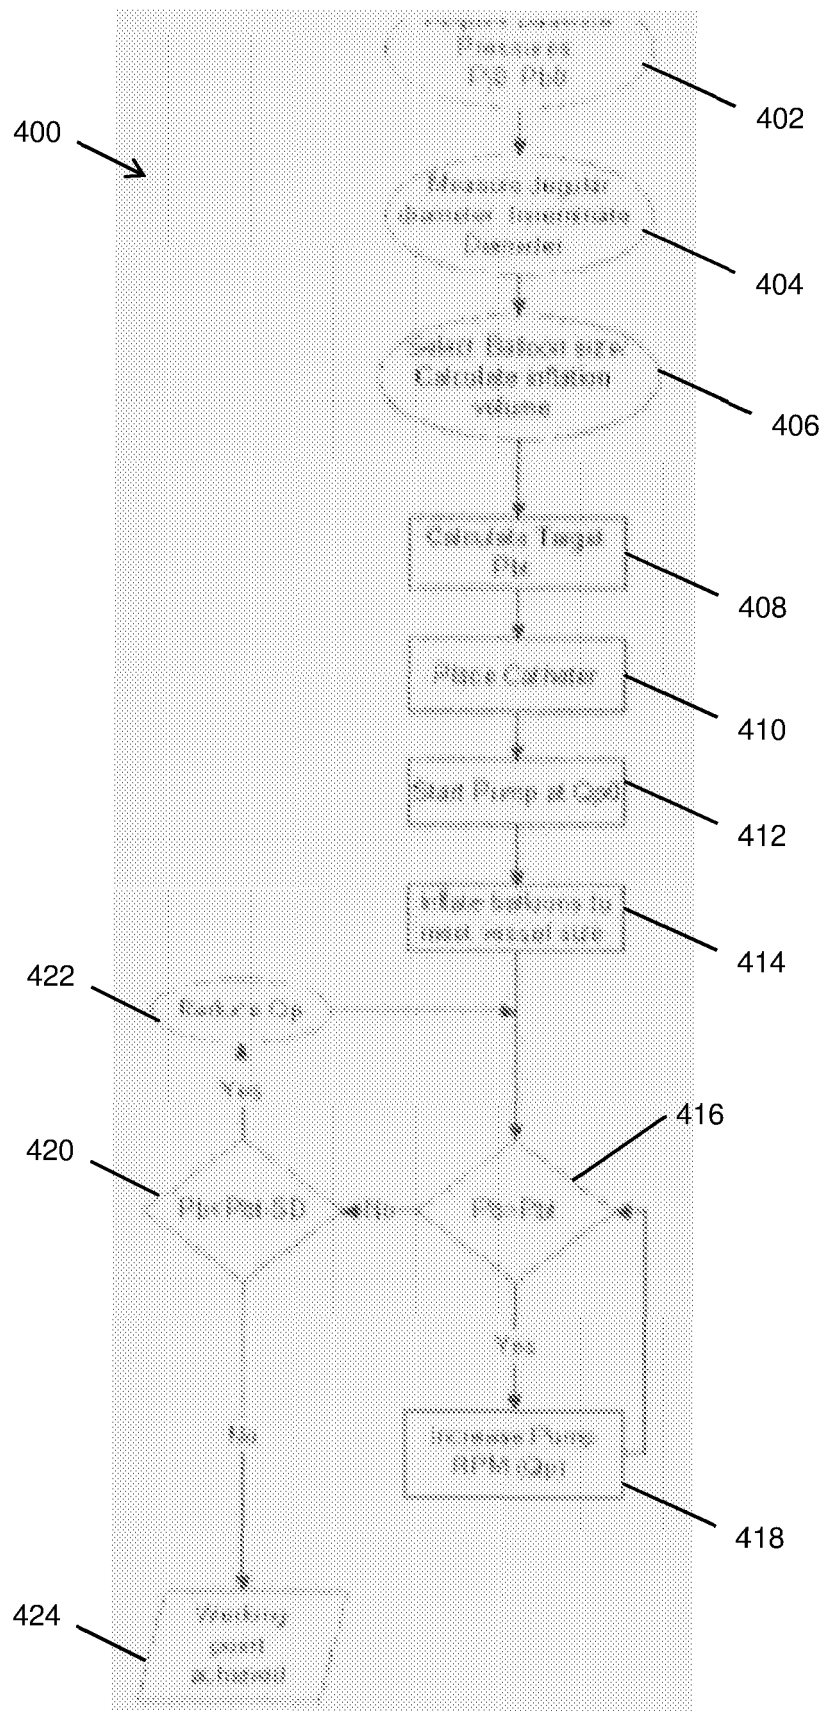 Pressures
402
400
Measure Jugular
diameter, Innominate
Diameter
404
Select Balloon size/
Calculate inflation
volume
406
Calculate Target
408
Place Catheter
410
Start Pump at Qp0
412
Inflate balloons to
meet vessel size
414
422
Reduce Qp
Yes
416
420
No
Yes
Increase Pump
RPM (Qp)
418
No
424
Working
point
achieved